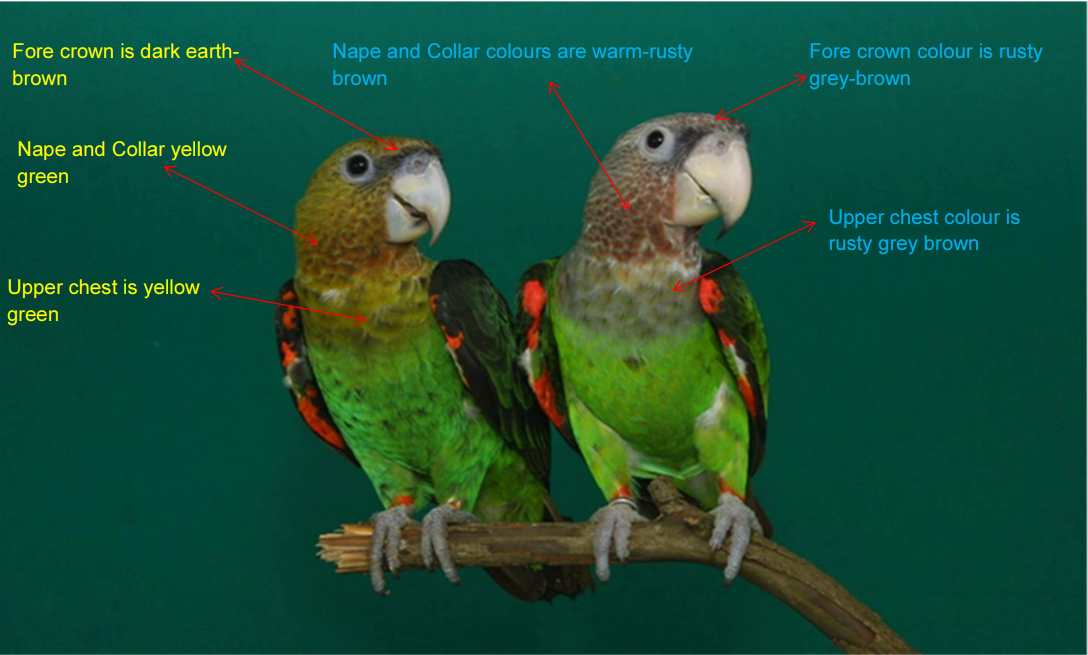 Fore crown is dark earth-
brown
Nape and Collar colours are warm-rusty
brown
Fore crown colour is rusty
grey-brown
Nape and Collar yellow
green
Upper chest colour is
rusty grey brown
Upper chest is yellow
green